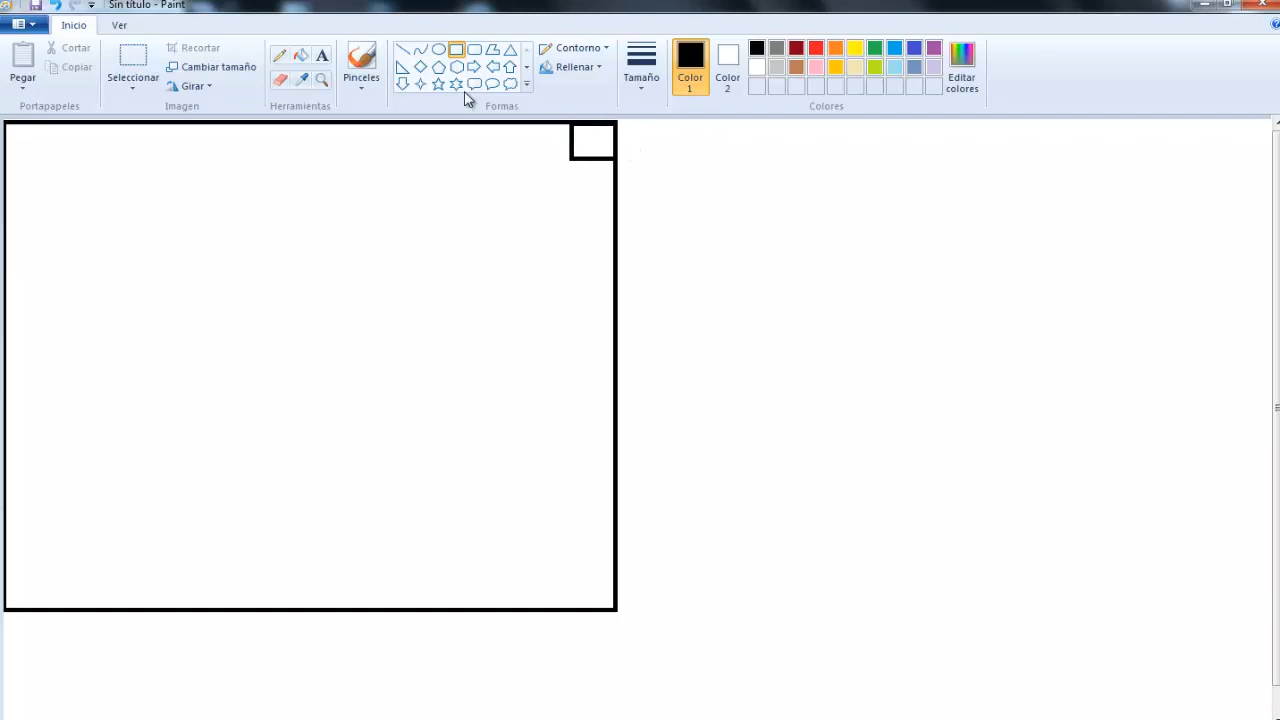 Sin título - Paint
Inicio Ver
Pegar
Portapapeles
Cortar
Copiar
Seleccionar
Recortar
Cambiar tamaño
Girar
Imagen
A
Herramientas
Pinceles
Formas
Contorno
Rellenar
Tamaño
Color
1
Color
2
Editar
colores
Colores